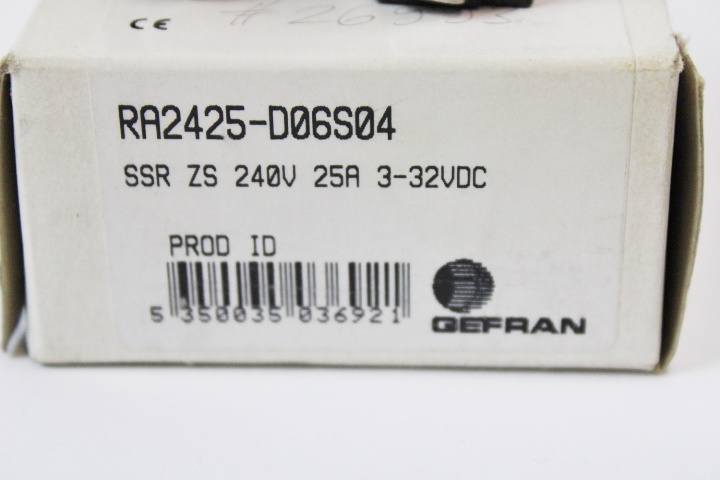 CE
RA2425-D06S04
SSR ZS 240V 25A 3-32VDC
PROD ID
5 350035 036921
GEFRAN